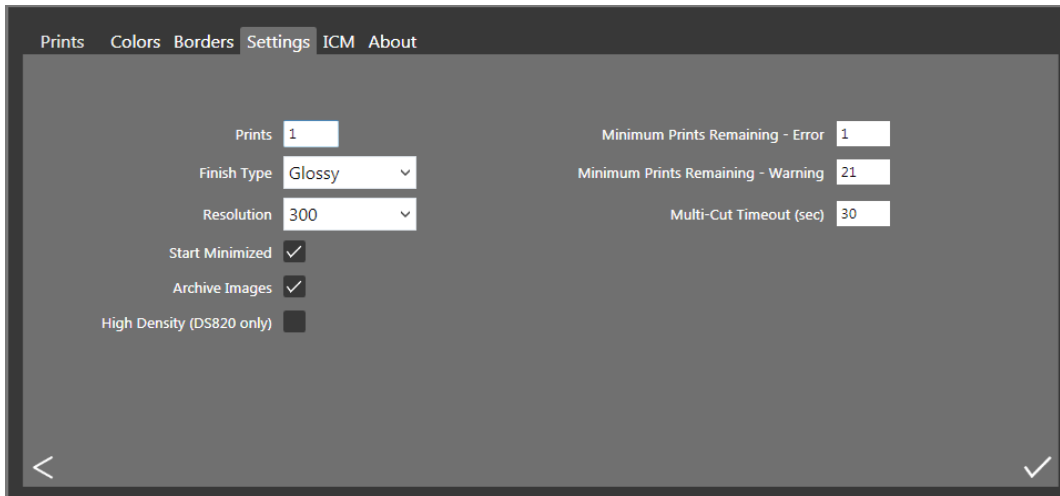 Prints Colors Borders Settings ICM About
Prints 1
Finish Type Glossy
Resolution 300
Start Minimized
Archive Images
High Density (DS820 only)
Minimum Prints Remaining - Error 1
Minimum Prints Remaining - Warning 21
Multi-Cut Timeout (sec) 30